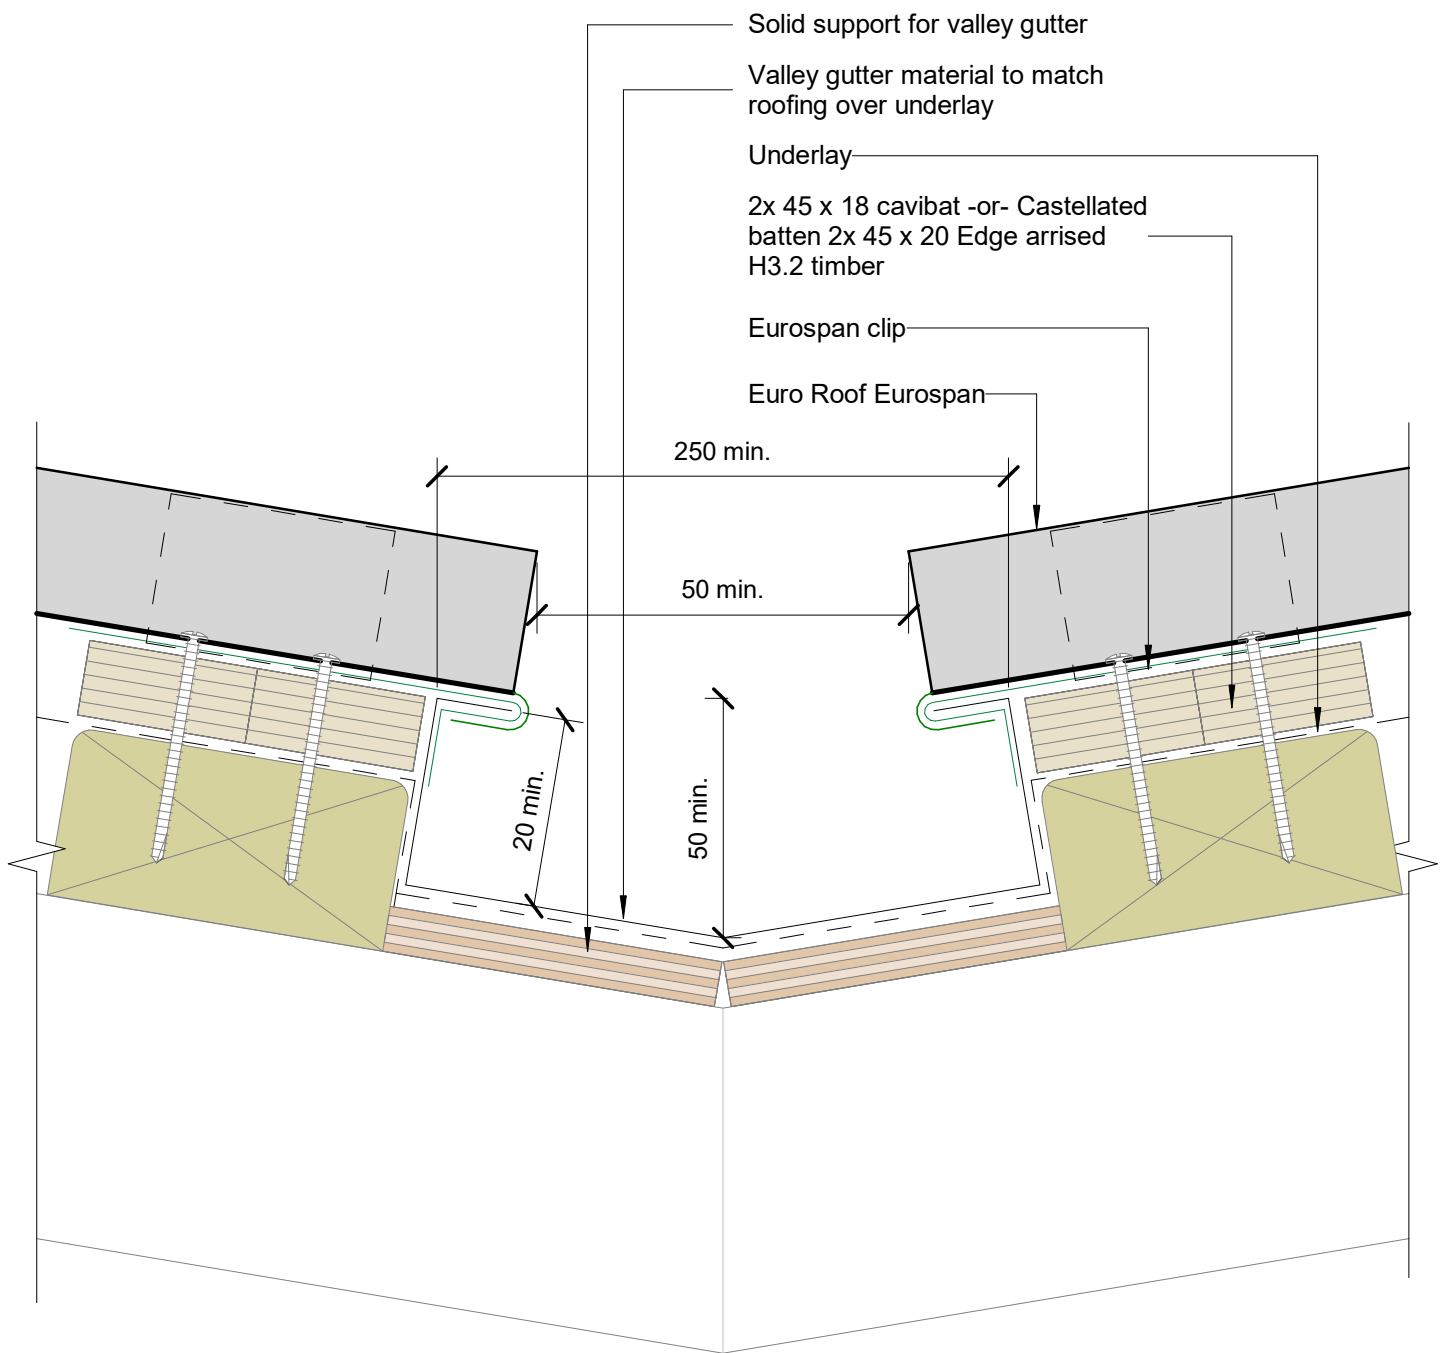 Solid support for valley gutter
Valley gutter material to match
roofing over underlay
Underlay
2x 45 x 18 cavibat -or- Castellated
batten 2x 45 x 20 Edge arrised
H3.2 timber
Eurospan clip
Euro Roof Eurospan
250 min.
50 min.
20 min.
50 min.